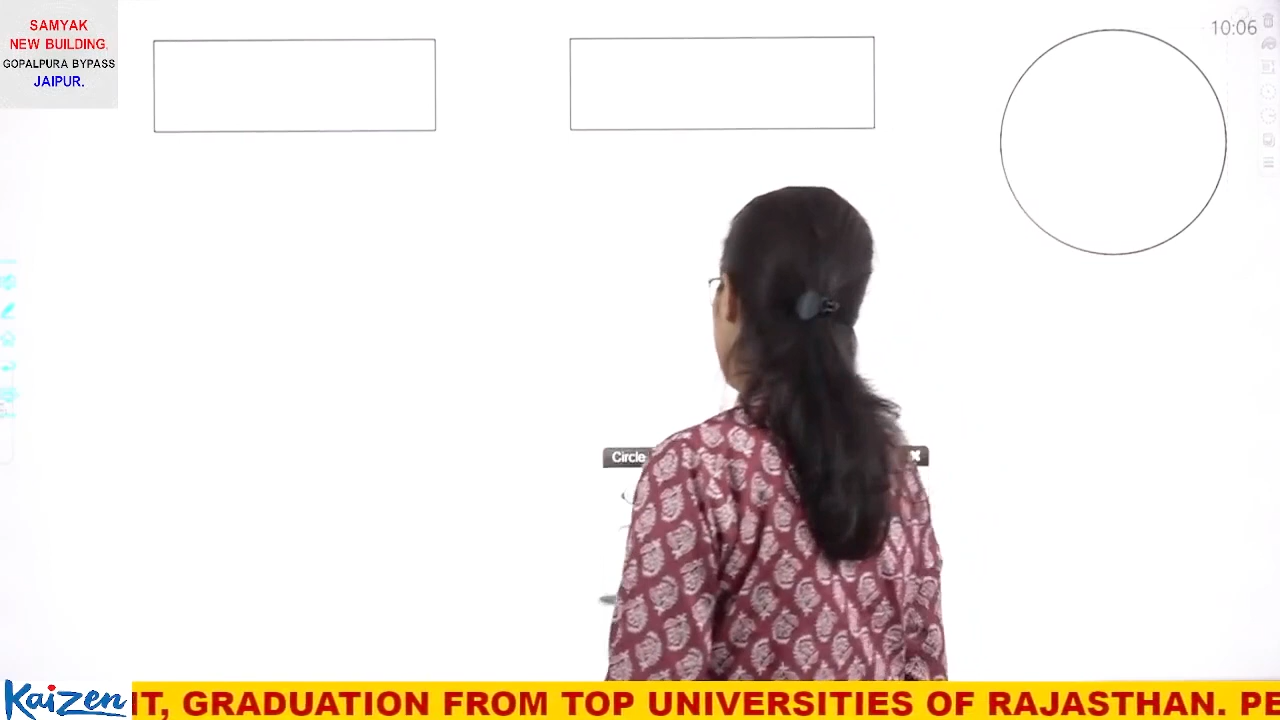 SAMYAK
NEW BUILDING,
GOPALPURA BYPASS
JAIPUR.
10:06
Circle
Kaizen
IT, GRADUATION FROM TOP UNIVERSITIES OF RAJASTHAN. PE